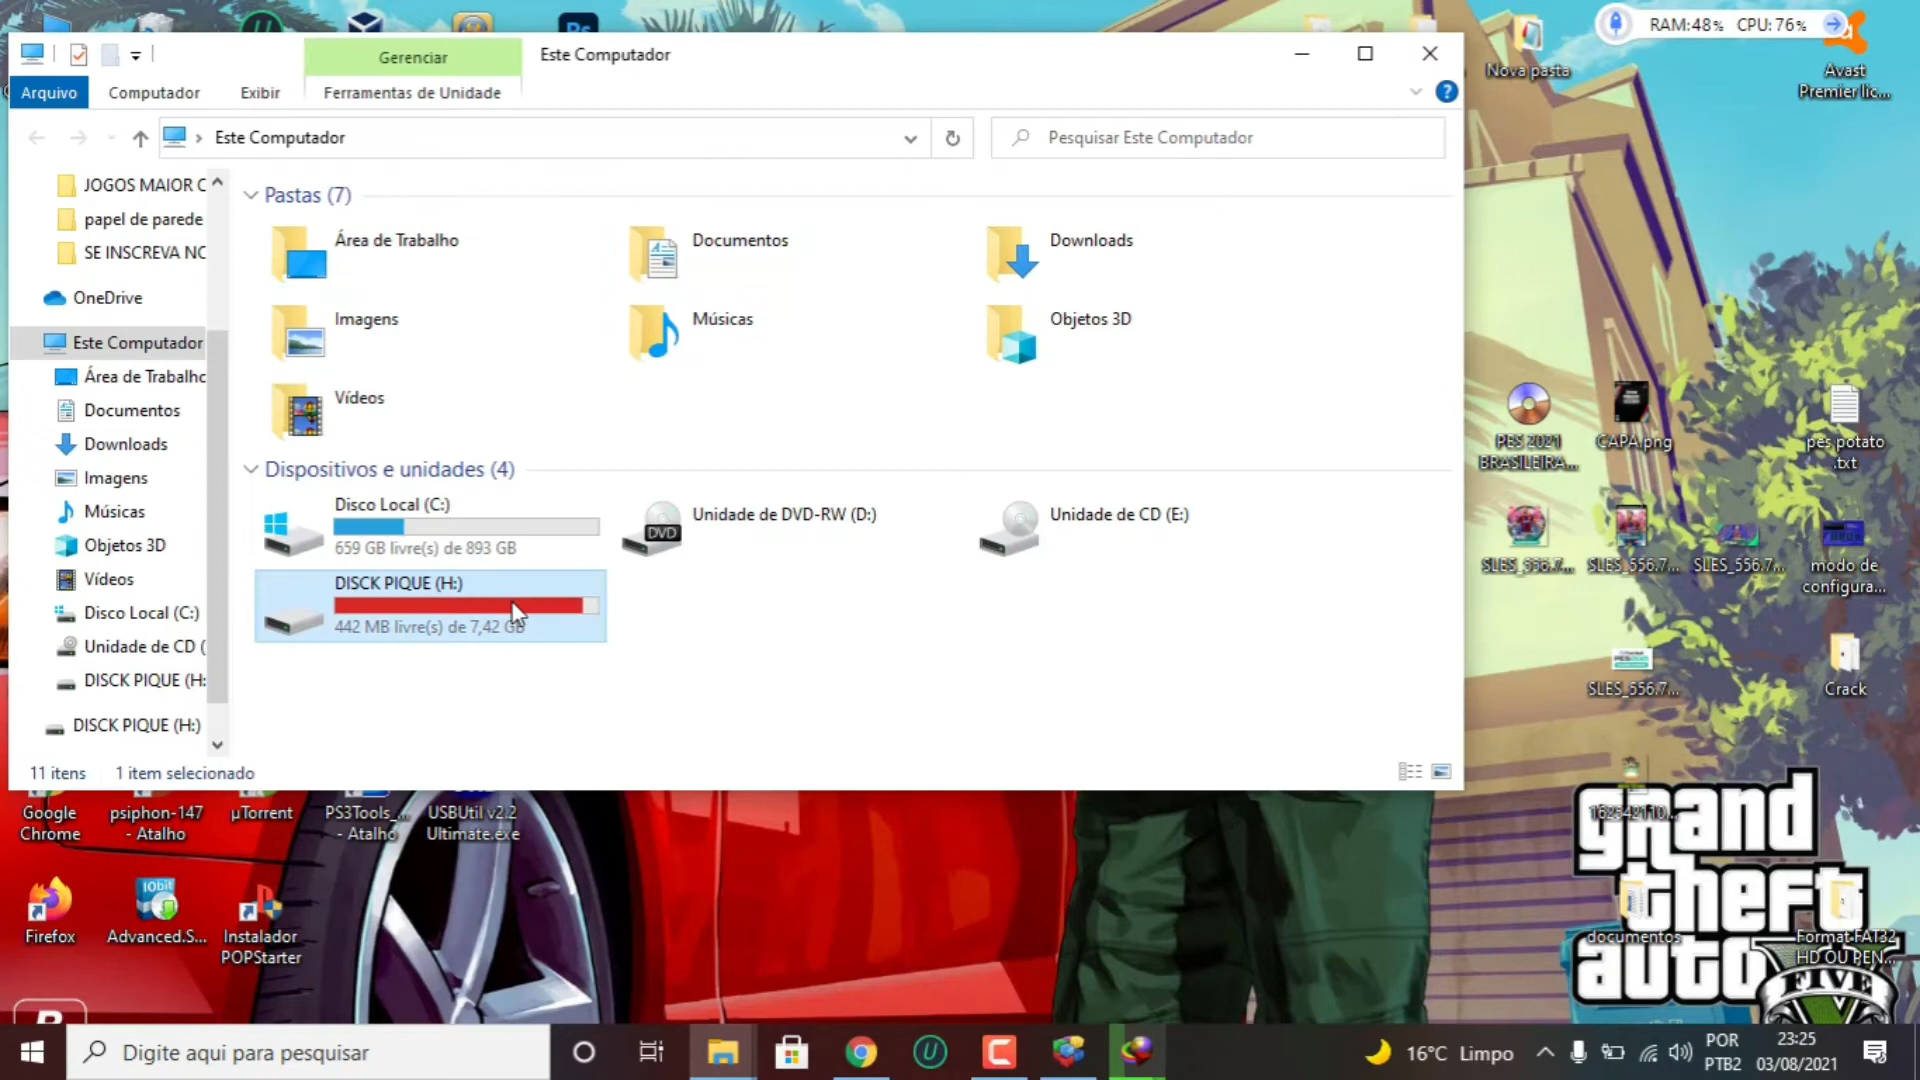 RAM:48% CPU:76%
Gerenciar
Este Computador
Arquivo
Computador
Exibir
Ferramentas de Unidade
Este Computador
Pesquisar Este Computador
JOGOS MAIOR C
papel de parede
SE INSCREVA NC
OneDrive
Este Computador
Área de Trabalho
Documentos
Downloads
Imagens
Músicas
Objetos 3D
Vídeos
Disco Local (C:)
Unidade de CD (
DISCK PIQUE (H:
DISCK PIQUE (H:)
Pastas (7)
Área de Trabalho
Documentos
Downloads
Imagens
Músicas
Objetos 3D
Vídeos
Dispositivos e unidades (4)
Disco Local (C:)
659 GB livre(s) de 893 GB
DVD
Unidade de DVD-RW (D:)
Unidade de CD (E:)
DISCK PIQUE (H:)
442 MB livre(s) de 7,42 GB
11 itens
1 item selecionado
Nova pasta
Avast
Premier lic...
PES 2021
BRASILEIRA...
CAPA.png
pes potato
.txt
SLES_556.7...
SLES_556.7...
SLES_556.7...
modo de
configura...
SLES_556.7...
Crack
documentos
Format FAT32
HD OU PEN...
grand
theft
auto
FIVE
Ps
Google
Chrome
psiphon-147
- Atalho
µTorrent
PS3Tools_...
- Atalho
USBUtil v2.2
Ultimate.exe
Firefox
IObit
Advanced.S...
Instalador
POPStarter
Digite aqui para pesquisar
16°C Limpo
POR
PTB2
23:25
03/08/2021